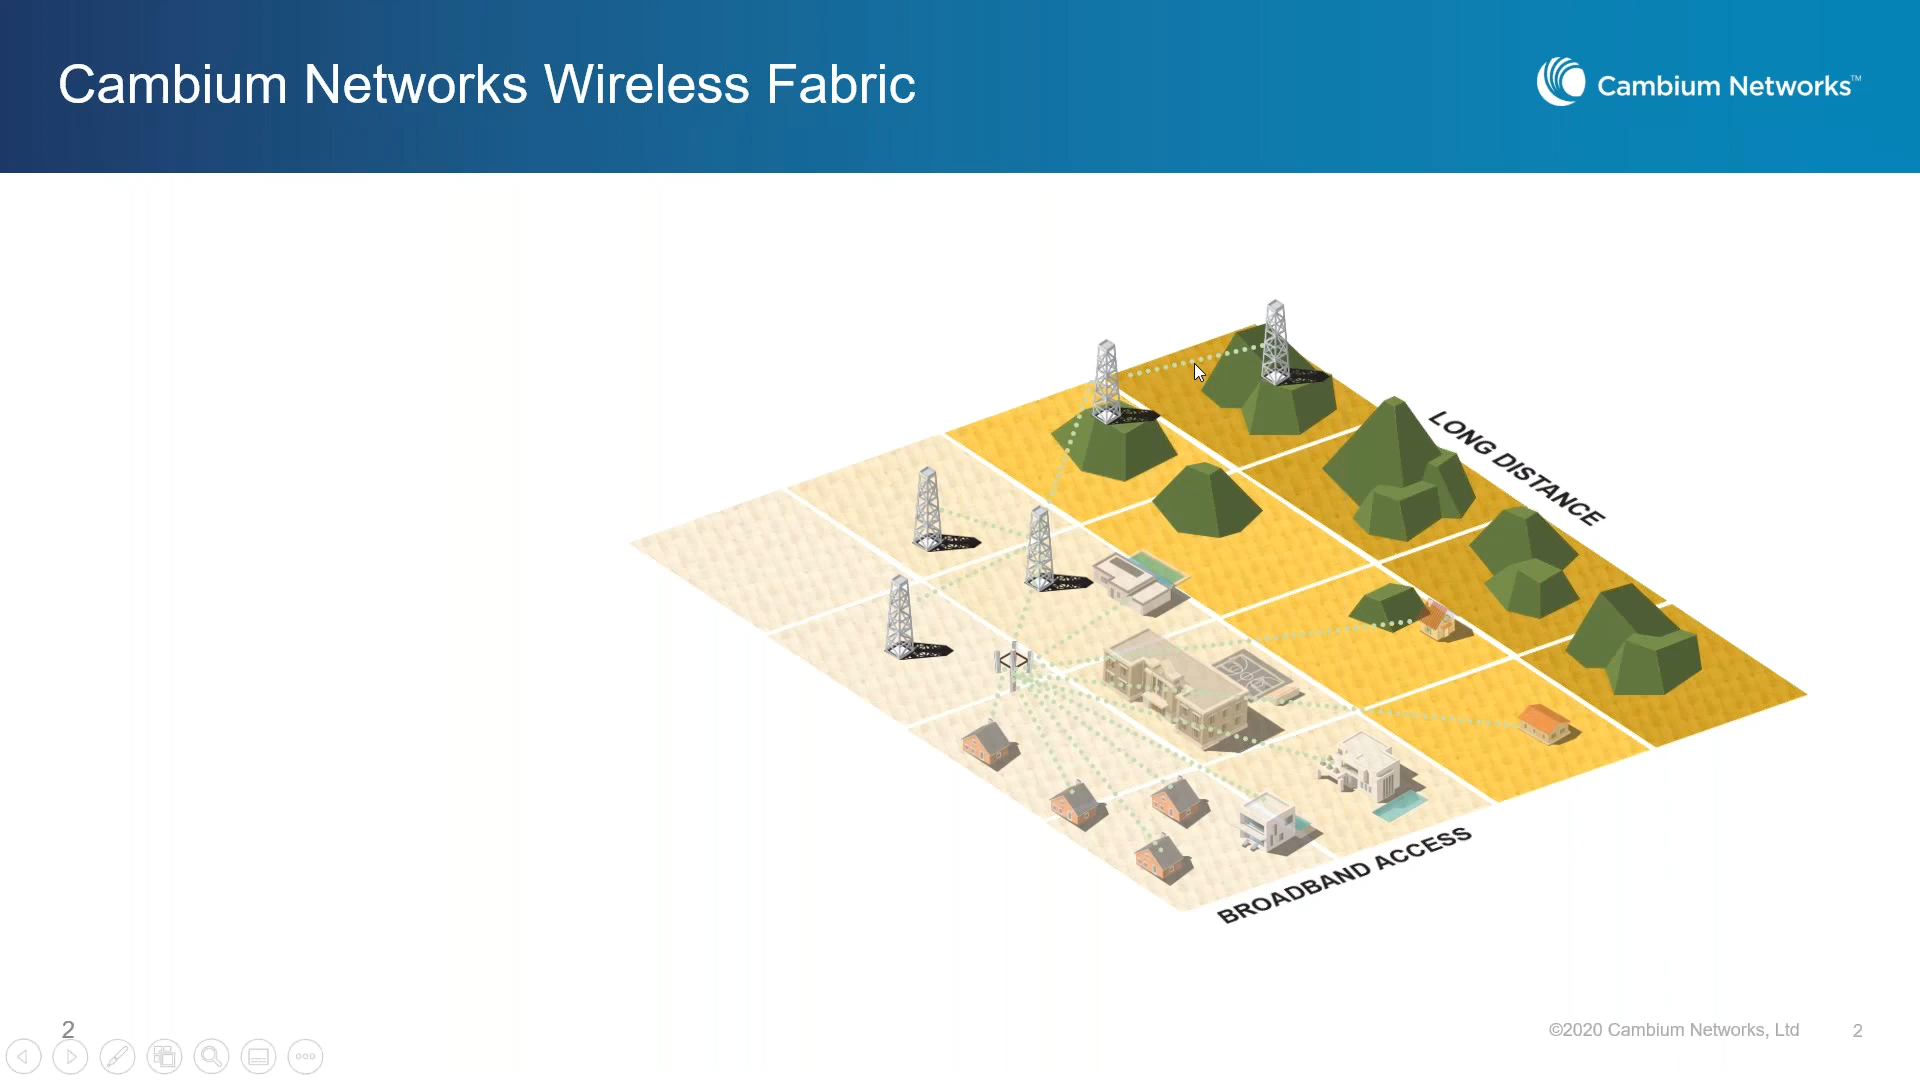 Cambium Networks Wireless Fabric
Cambium Networks™
LONG DISTANCE
BROADBAND ACCESS
2
©2020 Cambium Networks, Ltd
2